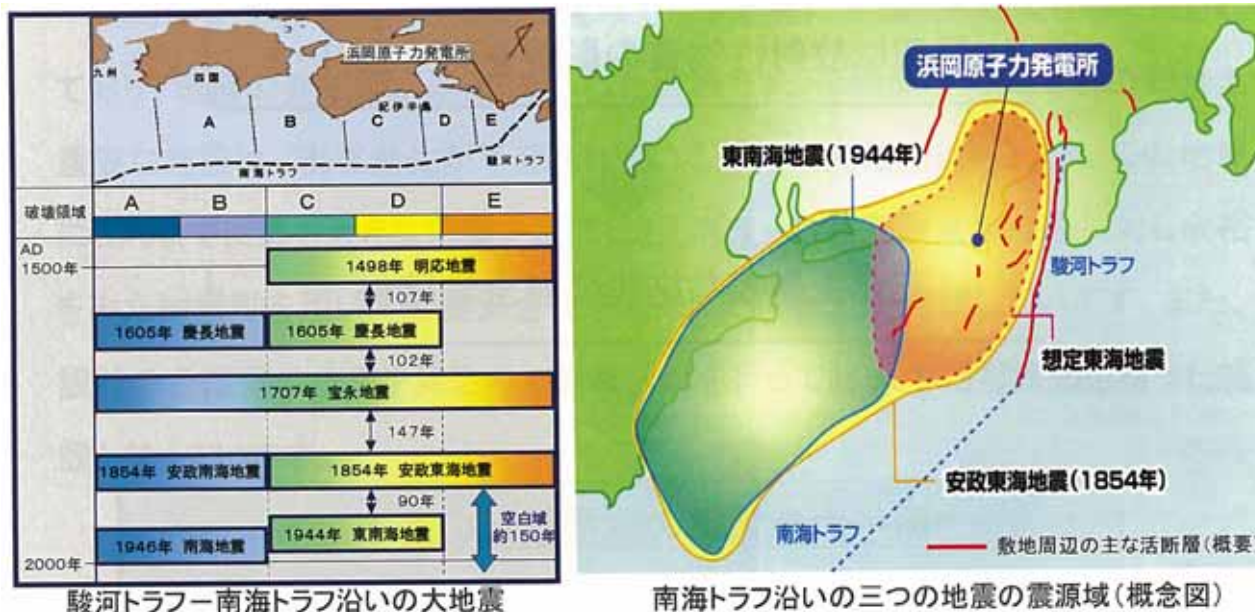 浜岡原子力発電所
九州
四国
紀伊半島
A
B
C
D
E
駿河トラフ
南海トラフ
破壊領域
A
B
C
D
E
AD
1500年
1498年 明応地震
107年
1605年 慶長地震
1605年 慶長地震
102年
1707年 宝永地震
147年
1854年 安政南海地震
1854年 安政東海地震
90年
空白域
約150年
1944年 東南海地震
1946年 南海地震
2000年
駿河トラフー南海トラフ沿いの大地震
浜岡原子力発電所
東南海地震(1944年)
駿河トラフ
想定東海地震
安政東海地震(1854年)
南海トラフ
敷地周辺の主な活断層(概要
南海トラフ沿いの三つの地震の震源域(概念図)